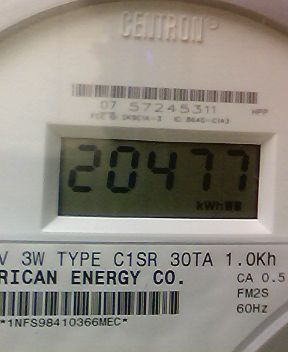 CENTRON®
07 57245311
HPP
20477
kWh
V 3W TYPE C1SR 30TA 1.0Kh
RICAN ENERGY CO.
CA 0.5
FM2S
60Hz
*1NFS98410366MEC*